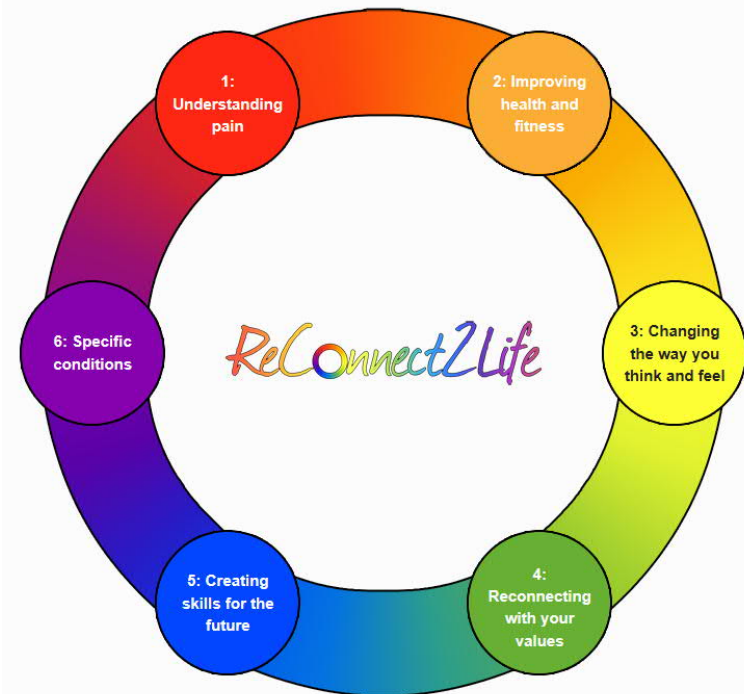 1:
Understanding
pain
2: Improving
health and
fitness
6: Specific
conditions
ReConnect2Life
3: Changing
the way you
think and feel
5: Creating
skills for the
future
4:
Reconnecting
with your
values